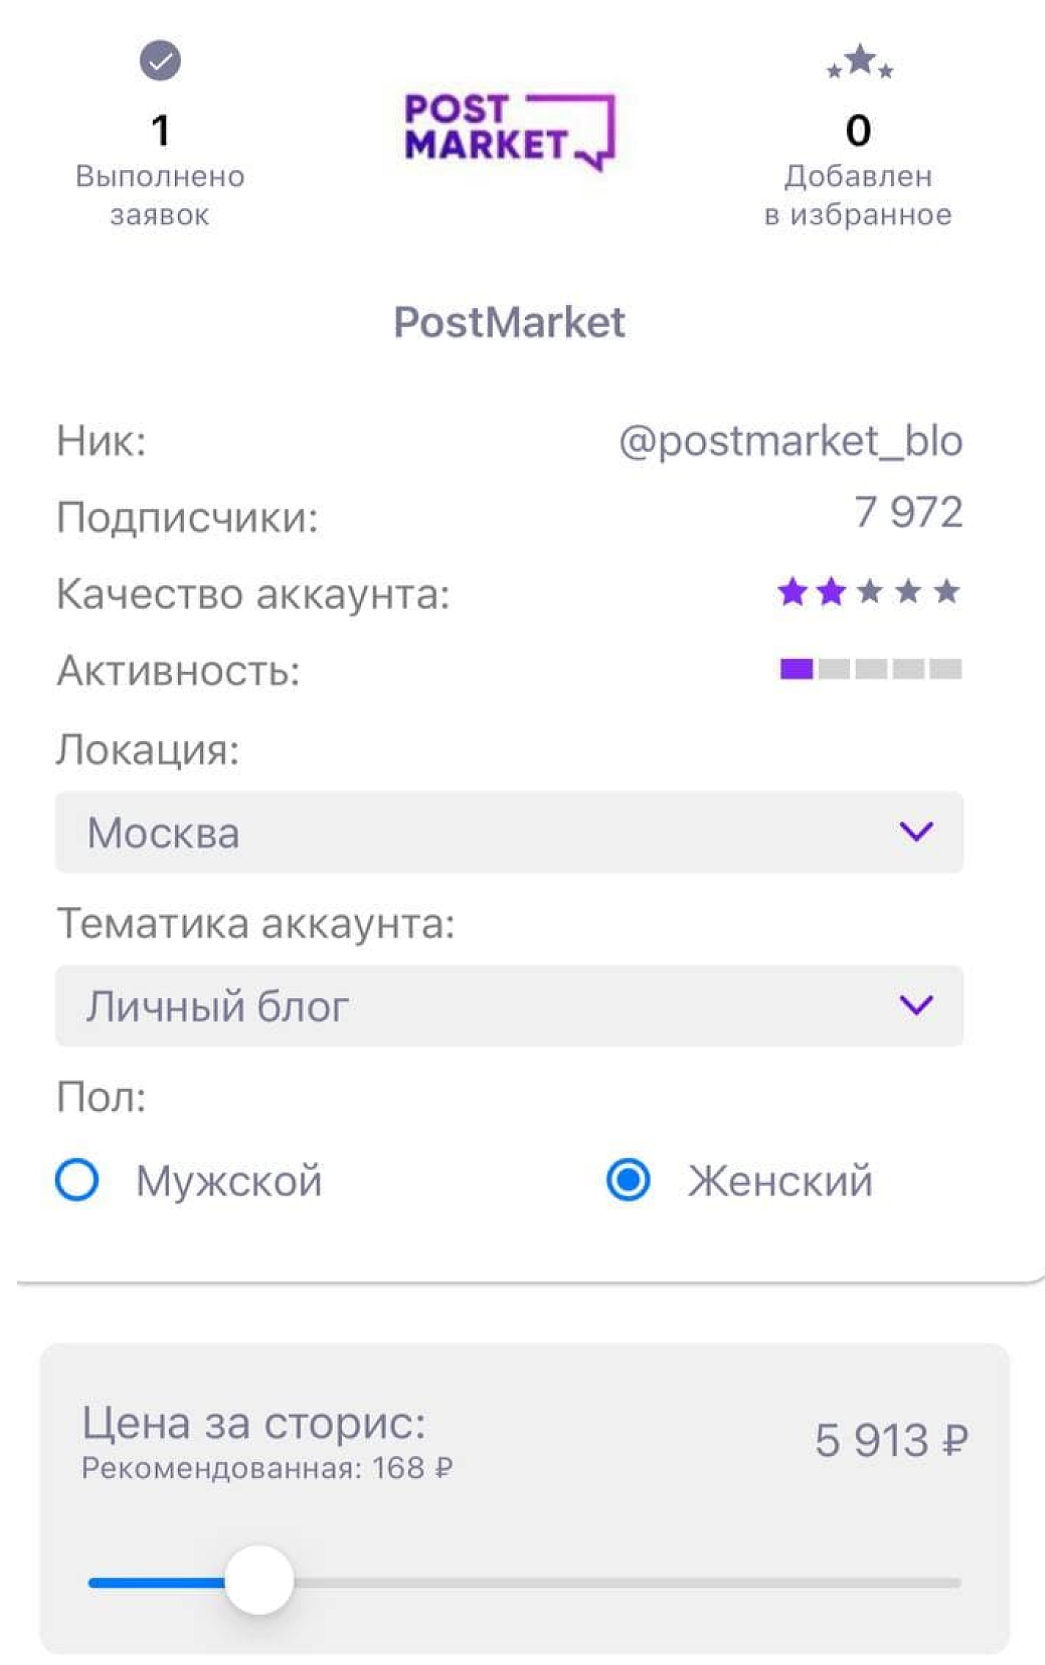 1
Выполнено
заявок
POST
MARKET
0
Добавлен
в избранное
PostMarket
Ник: @postmarket_blo
Подписчики: 7 972
Качество аккаунта:
Активность:
Локация:
Москва
Тематика аккаунта:
Личный блог
Пол:
Мужской Женский
Цена за сторис: 5 913 ₽
Рекомендованная: 168 ₽